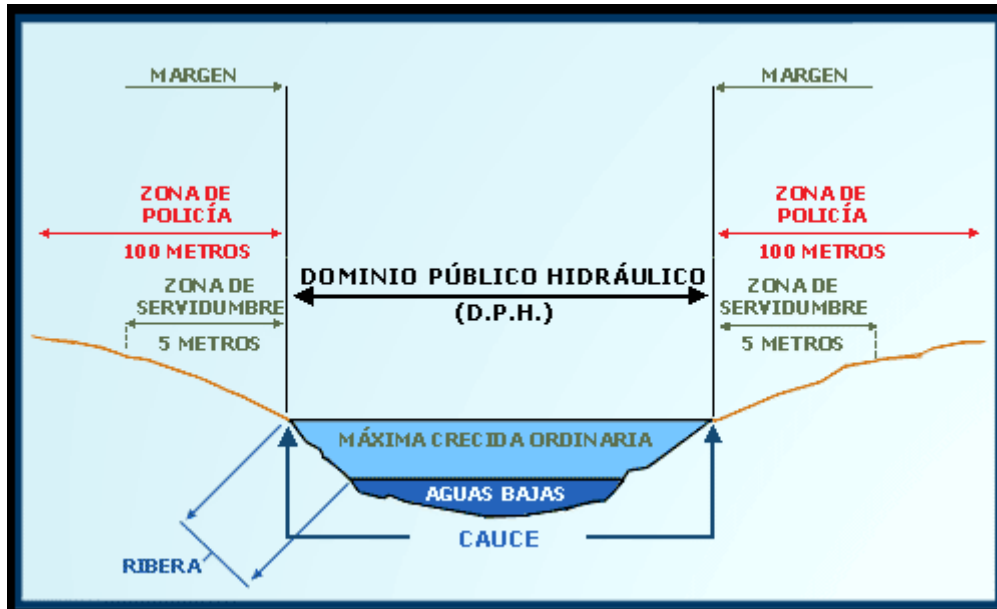 MARGEN
MARGEN
ZONA DE
POLICÍA
100 METROS
ZONA DE
POLICÍA
100 METROS
DOMINIO PÚBLICO HIDRÁULICO
(D.P.H.)
ZONA DE
SERVIDUMBRE
5 METROS
ZONA DE
SERVIDUMBRE
5 METROS
MÁXIMA CRECIDA ORDINARIA
AGUAS BAJAS
CAUCE
RIBERA